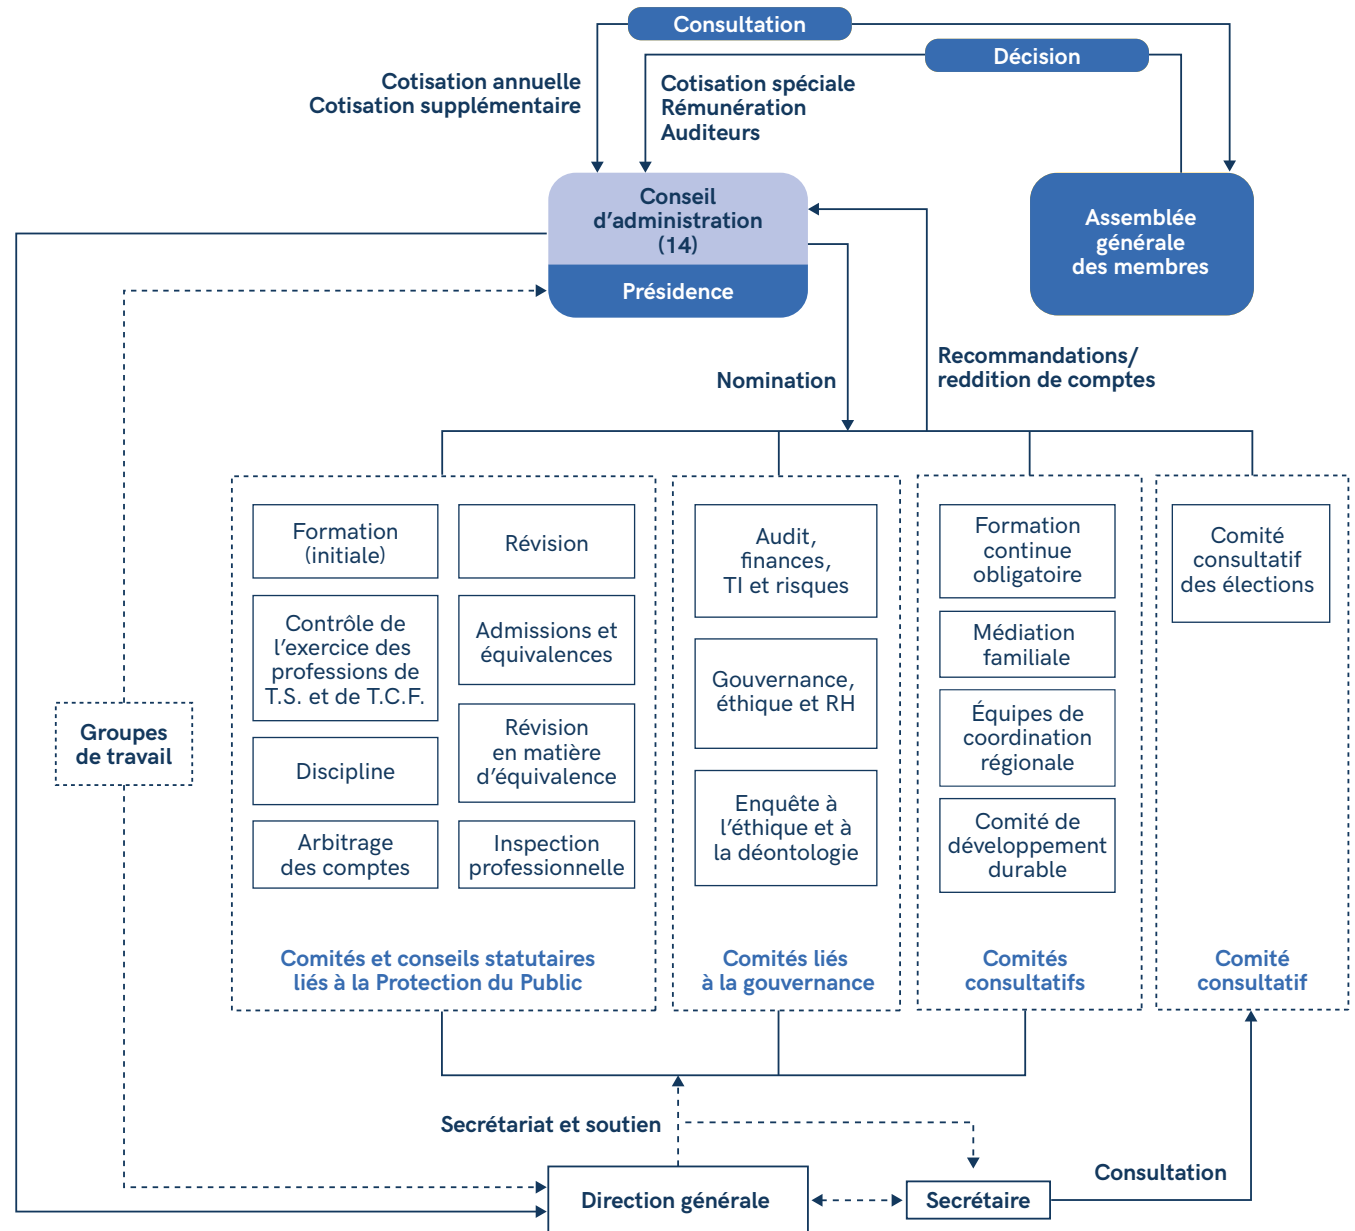 Consultation
Décision
Cotisation annuelle
Cotisation supplémentaire
Cotisation spéciale
Rémunération
Auditeurs
Conseil
d'administration
(14)
Présidence
Assemblée
générale
des membres
Nomination
Recommandations/
reddition de comptes
Groupes
de travail
Formation
(initiale)
Contrôle de
l'exercice des
professions de
T.S. et de T.C.F.
Discipline
Arbitrage
des comptes
Révision
Admissions et
équivalences
Révision
en matière
d'équivalence
Inspection
professionnelle
Comités et conseils statutaires
liés à la Protection du Public
Audit,
finances,
TI et risques
Gouvernance,
éthique et RH
Enquête à
l'éthique et à
la déontologie
Comités liés
à la gouvernance
Formation
continue
obligatoire
Médiation
familiale
Équipes de
coordination
régionale
Comité de
développement
durable
Comités
consultatifs
Comité
consultatif
des élections
Comité
consultatif
Secrétariat et soutien
Direction générale
Secrétaire
Consultation